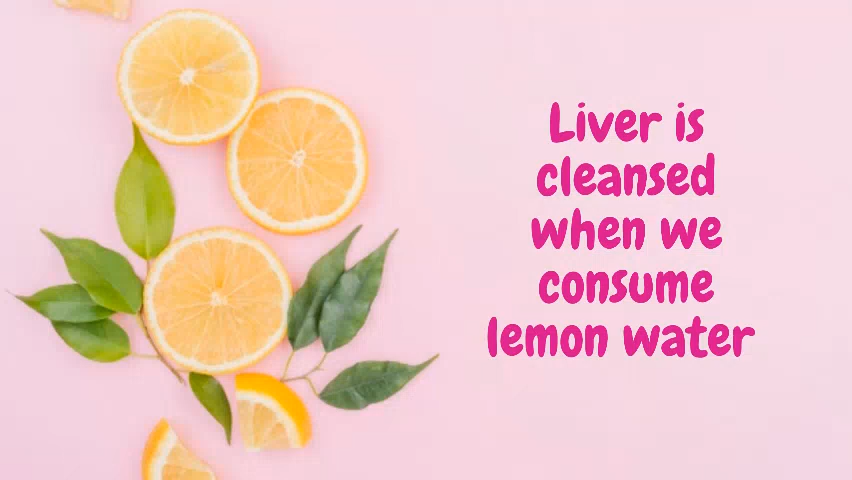 Liver is
cleansed
when we
consume
lemon water